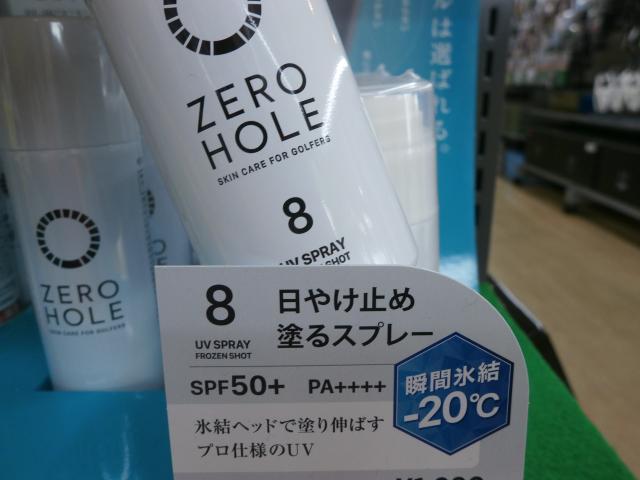 ルは選ばれる。
ZERO
HOLE
SKIN CARE FOR GOLFERS
8
UV SPRAY
ZERO
HOLE
SKIN CARE FOR GOLFERS
8
UV SPRAY
FROZEN SHOT
日やけ止め
塗るスプレー
SPF50+ PA++++
瞬間氷結
-20℃
氷結ヘッドで塗り伸ばす
プロ仕様のUV